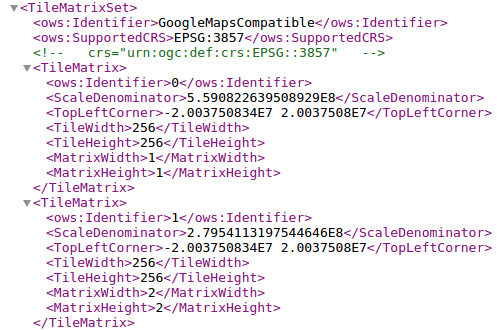 <TileMatrixSet>
<ows:Identifier>GoogleMapsCompatible</ows:Identifier>
<ows:SupportedCRS>EPSG:3857</ows:SupportedCRS>
<!--   crs="urn:ogc:def:crs:EPSG::3857"   -->
<TileMatrix>
<ows:Identifier>0</ows:Identifier>
<ScaleDenominator>5.590822639508929E8</ScaleDenominator>
<TopLeftCorner>-2.003750834E7 2.0037508E7</TopLeftCorner>
<TileWidth>256</TileWidth>
<TileHeight>256</TileHeight>
<MatrixWidth>1</MatrixWidth>
<MatrixHeight>1</MatrixHeight>
</TileMatrix>
<TileMatrix>
<ows:Identifier>1</ows:Identifier>
<ScaleDenominator>2.7954113197544646E8</ScaleDenominator>
<TopLeftCorner>-2.003750834E7 2.0037508E7</TopLeftCorner>
<TileWidth>256</TileWidth>
<TileHeight>256</TileHeight>
<MatrixWidth>2</MatrixWidth>
<MatrixHeight>2</MatrixHeight>
</TileMatrix>